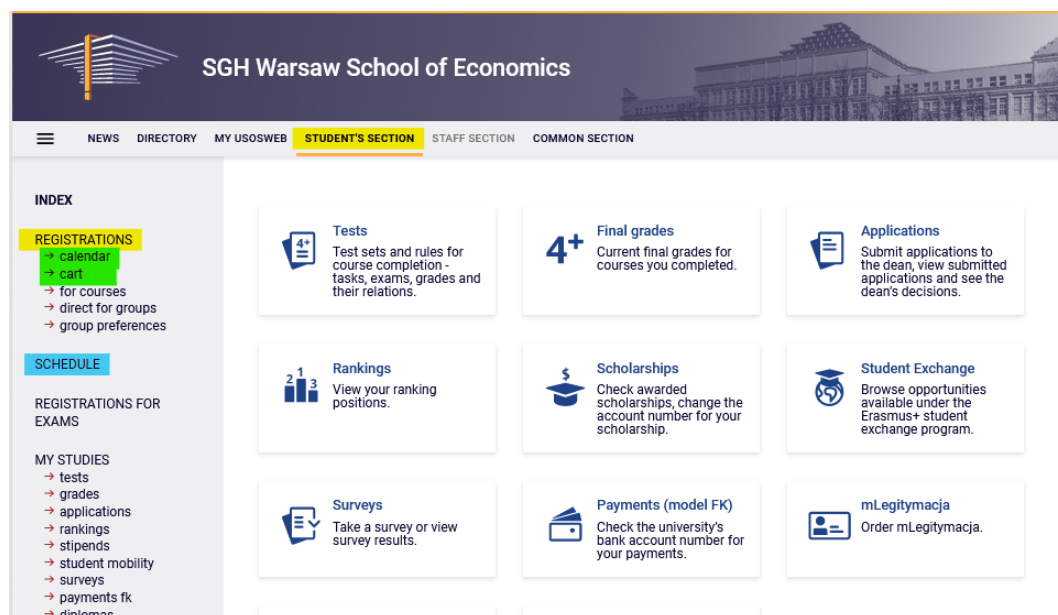 SGH Warsaw School of Economics
NEWS DIRECTORY MY USOSWEB STUDENT'S SECTION STAFF SECTION COMMON SECTION
INDEX
REGISTRATIONS
→ calendar
→ cart
→ for courses
→ direct for groups
→ group preferences
SCHEDULE
REGISTRATIONS FOR
EXAMS
MY STUDIES
→ tests
→ grades
→ applications
→ rankings
→ stipends
→ student mobility
→ surveys
→ payments fk
→ diplomas
4+
Tests
Test sets and rules for
course completion -
tasks, exams, grades and
their relations.
4+
Final grades
Current final grades for
courses you completed.
Applications
Submit applications to
the dean, view submitted
applications and see the
dean's decisions.
2 1 3
Rankings
View your ranking
positions.
$
Scholarships
Check awarded
scholarships, change the
account number for your
scholarship.
Student Exchange
Browse opportunities
available under the
Erasmus+ student
exchange program.
Surveys
Take a survey or view
survey results.
Payments (model FK)
Check the university's
bank account number for
your payments.
mLegitymacja
Order mLegitymacja.